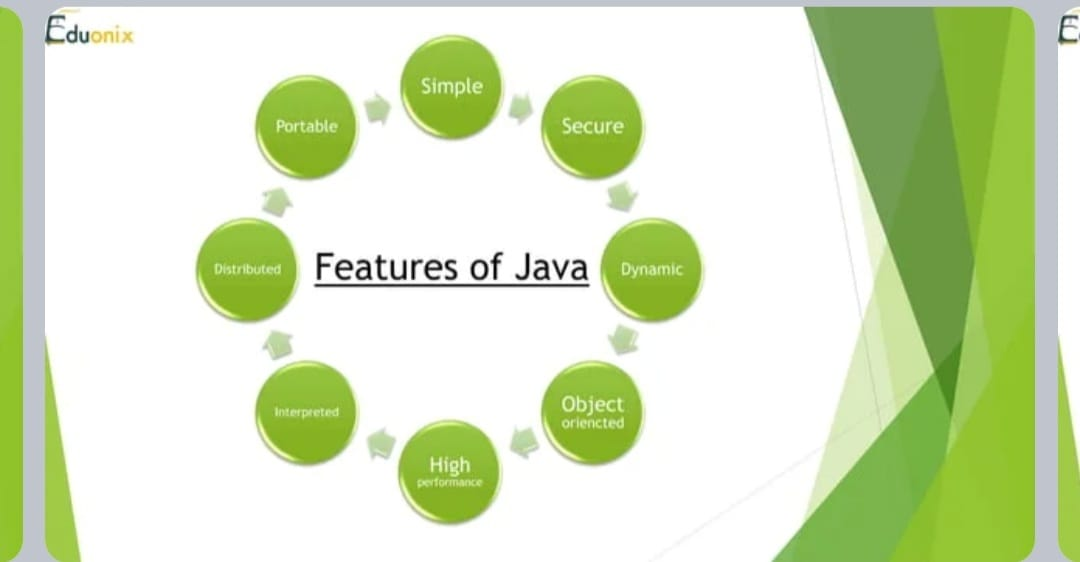 Eduonix
Simple
Portable
Secure
Distributed
Features of Java
Dynamic
Object
oriencted
Interpreted
High
performance
E